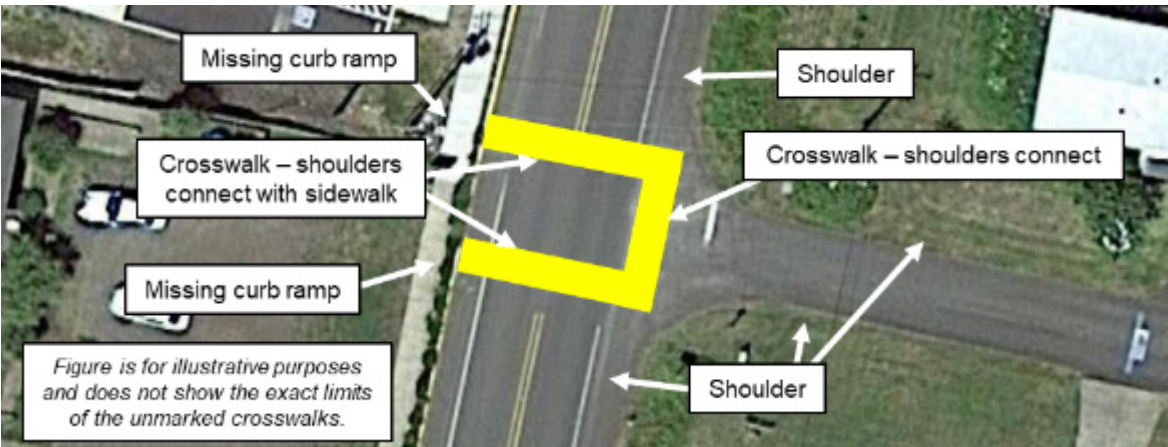 Missing curb ramp
Shoulder
Crosswalk – shoulders
connect with sidewalk
Crosswalk – shoulders connect
Missing curb ramp
Figure is for illustrative purposes
and does not show the exact limits
of the unmarked crosswalks.
Shoulder